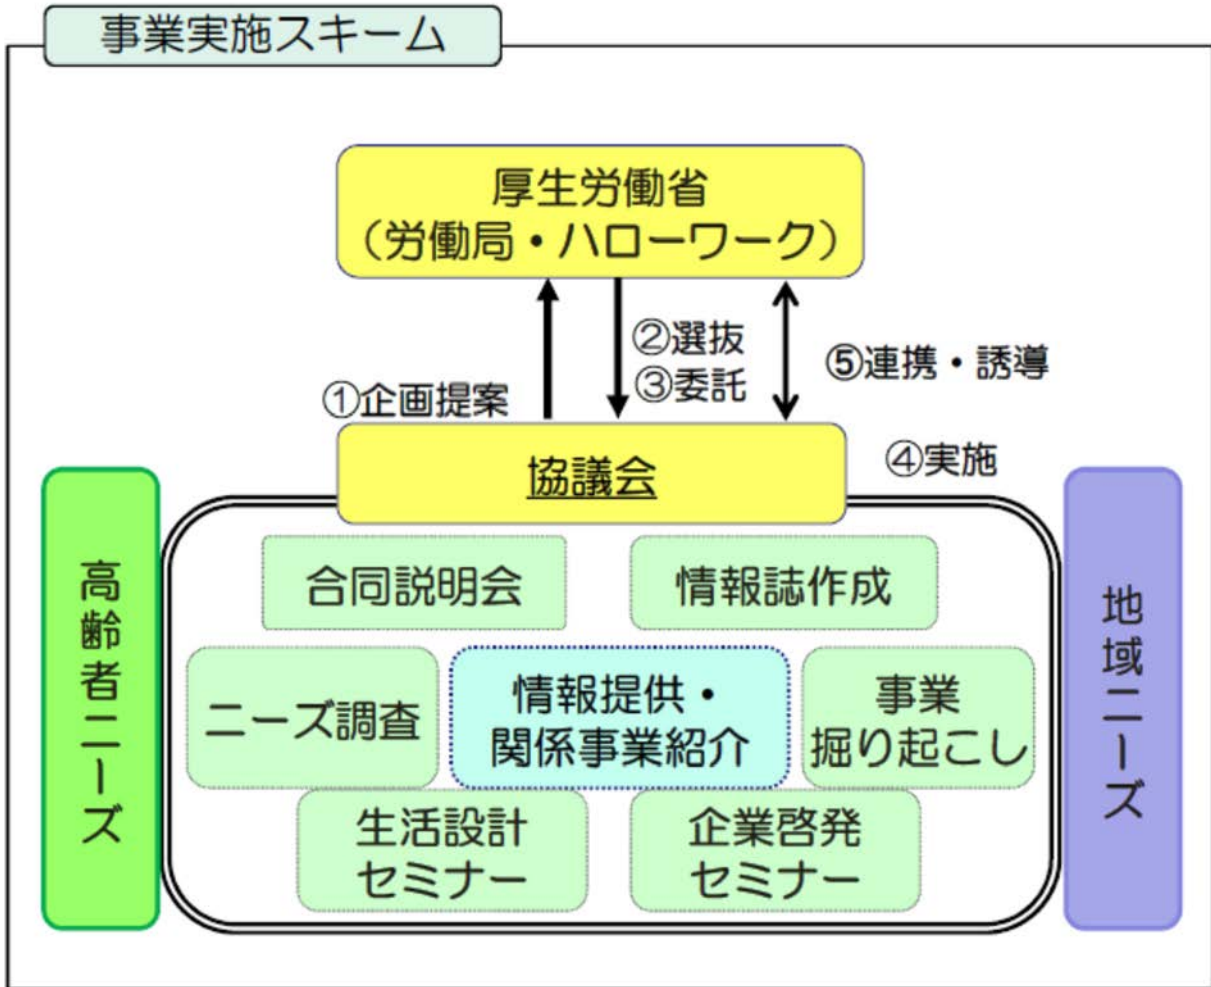 事業実施スキーム
厚生労働省
（労働局・ハローワーク）
②選抜
③委託
⑤連携・誘導
①企画提案
協議会
④実施
高齢者ニーズ
合同説明会
情報誌作成
ニーズ調査
情報提供・
関係事業紹介
事業
掘り起こし
生活設計
セミナー
企業啓発
セミナー
地域ニーズ